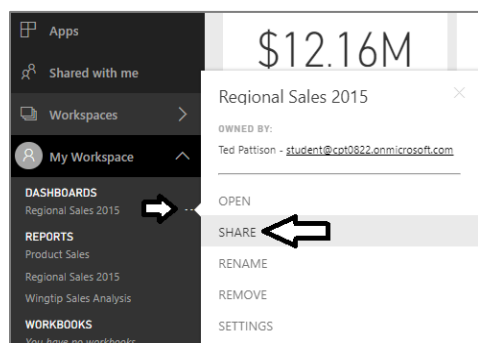 Apps
Shared with me
Workspaces
My Workspace
DASHBOARDS
Regional Sales 2015
REPORTS
Product Sales
Regional Sales 2015
Wingtip Sales Analysis
WORKBOOKS
You have no workbooks
$12.16M
Regional Sales 2015
OWNED BY:
Ted Pattison - student@cpt0822.onmicrosoft.com
OPEN
SHARE
RENAME
REMOVE
SETTINGS